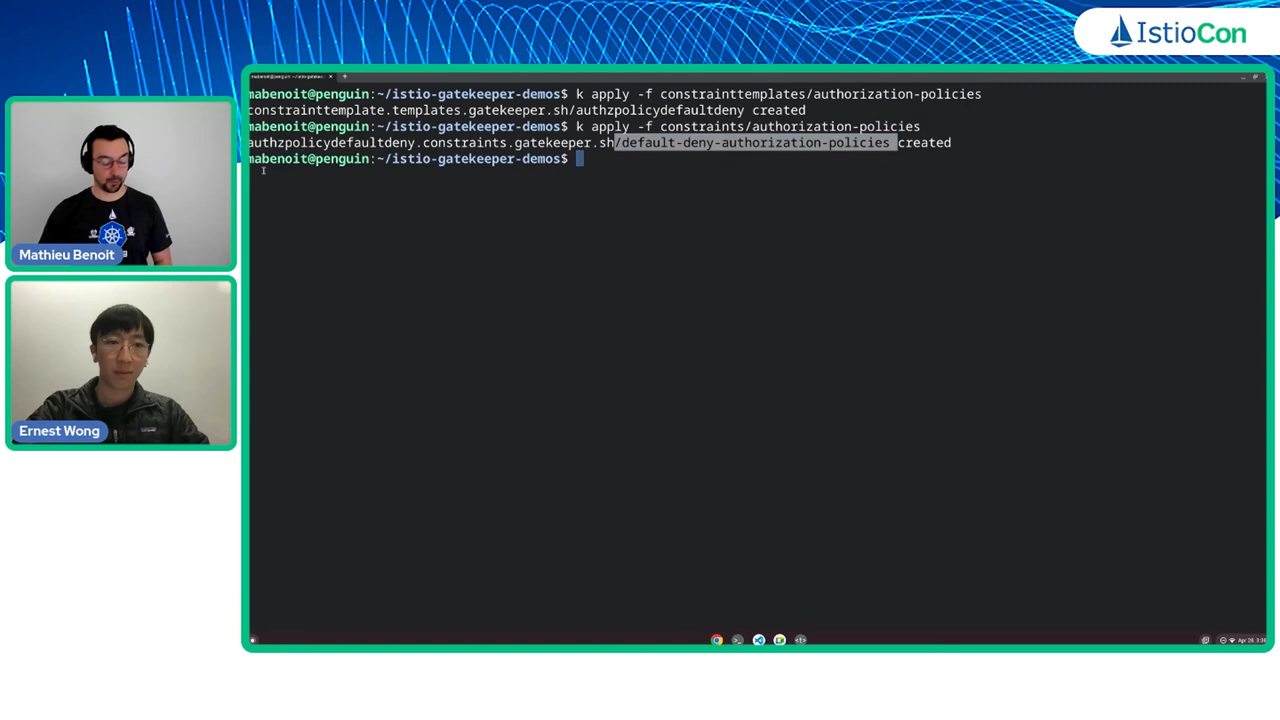 IstioCon
mabenoit@penguin:~/istio-gatekeeper-demos$ k apply -f constrainttemplates/authorization-policies
constrainttemplate.templates.gatekeeper.sh/authzpolicydefaultdeny created
mabenoit@penguin:~/istio-gatekeeper-demos$ k apply -f constraints/authorization-policies
authzpolicydefaultdeny.constraints.gatekeeper.sh/default-deny-authorization-policies created
mabenoit@penguin:~/istio-gatekeeper-demos$
Mathieu Benoit
Ernest Wong